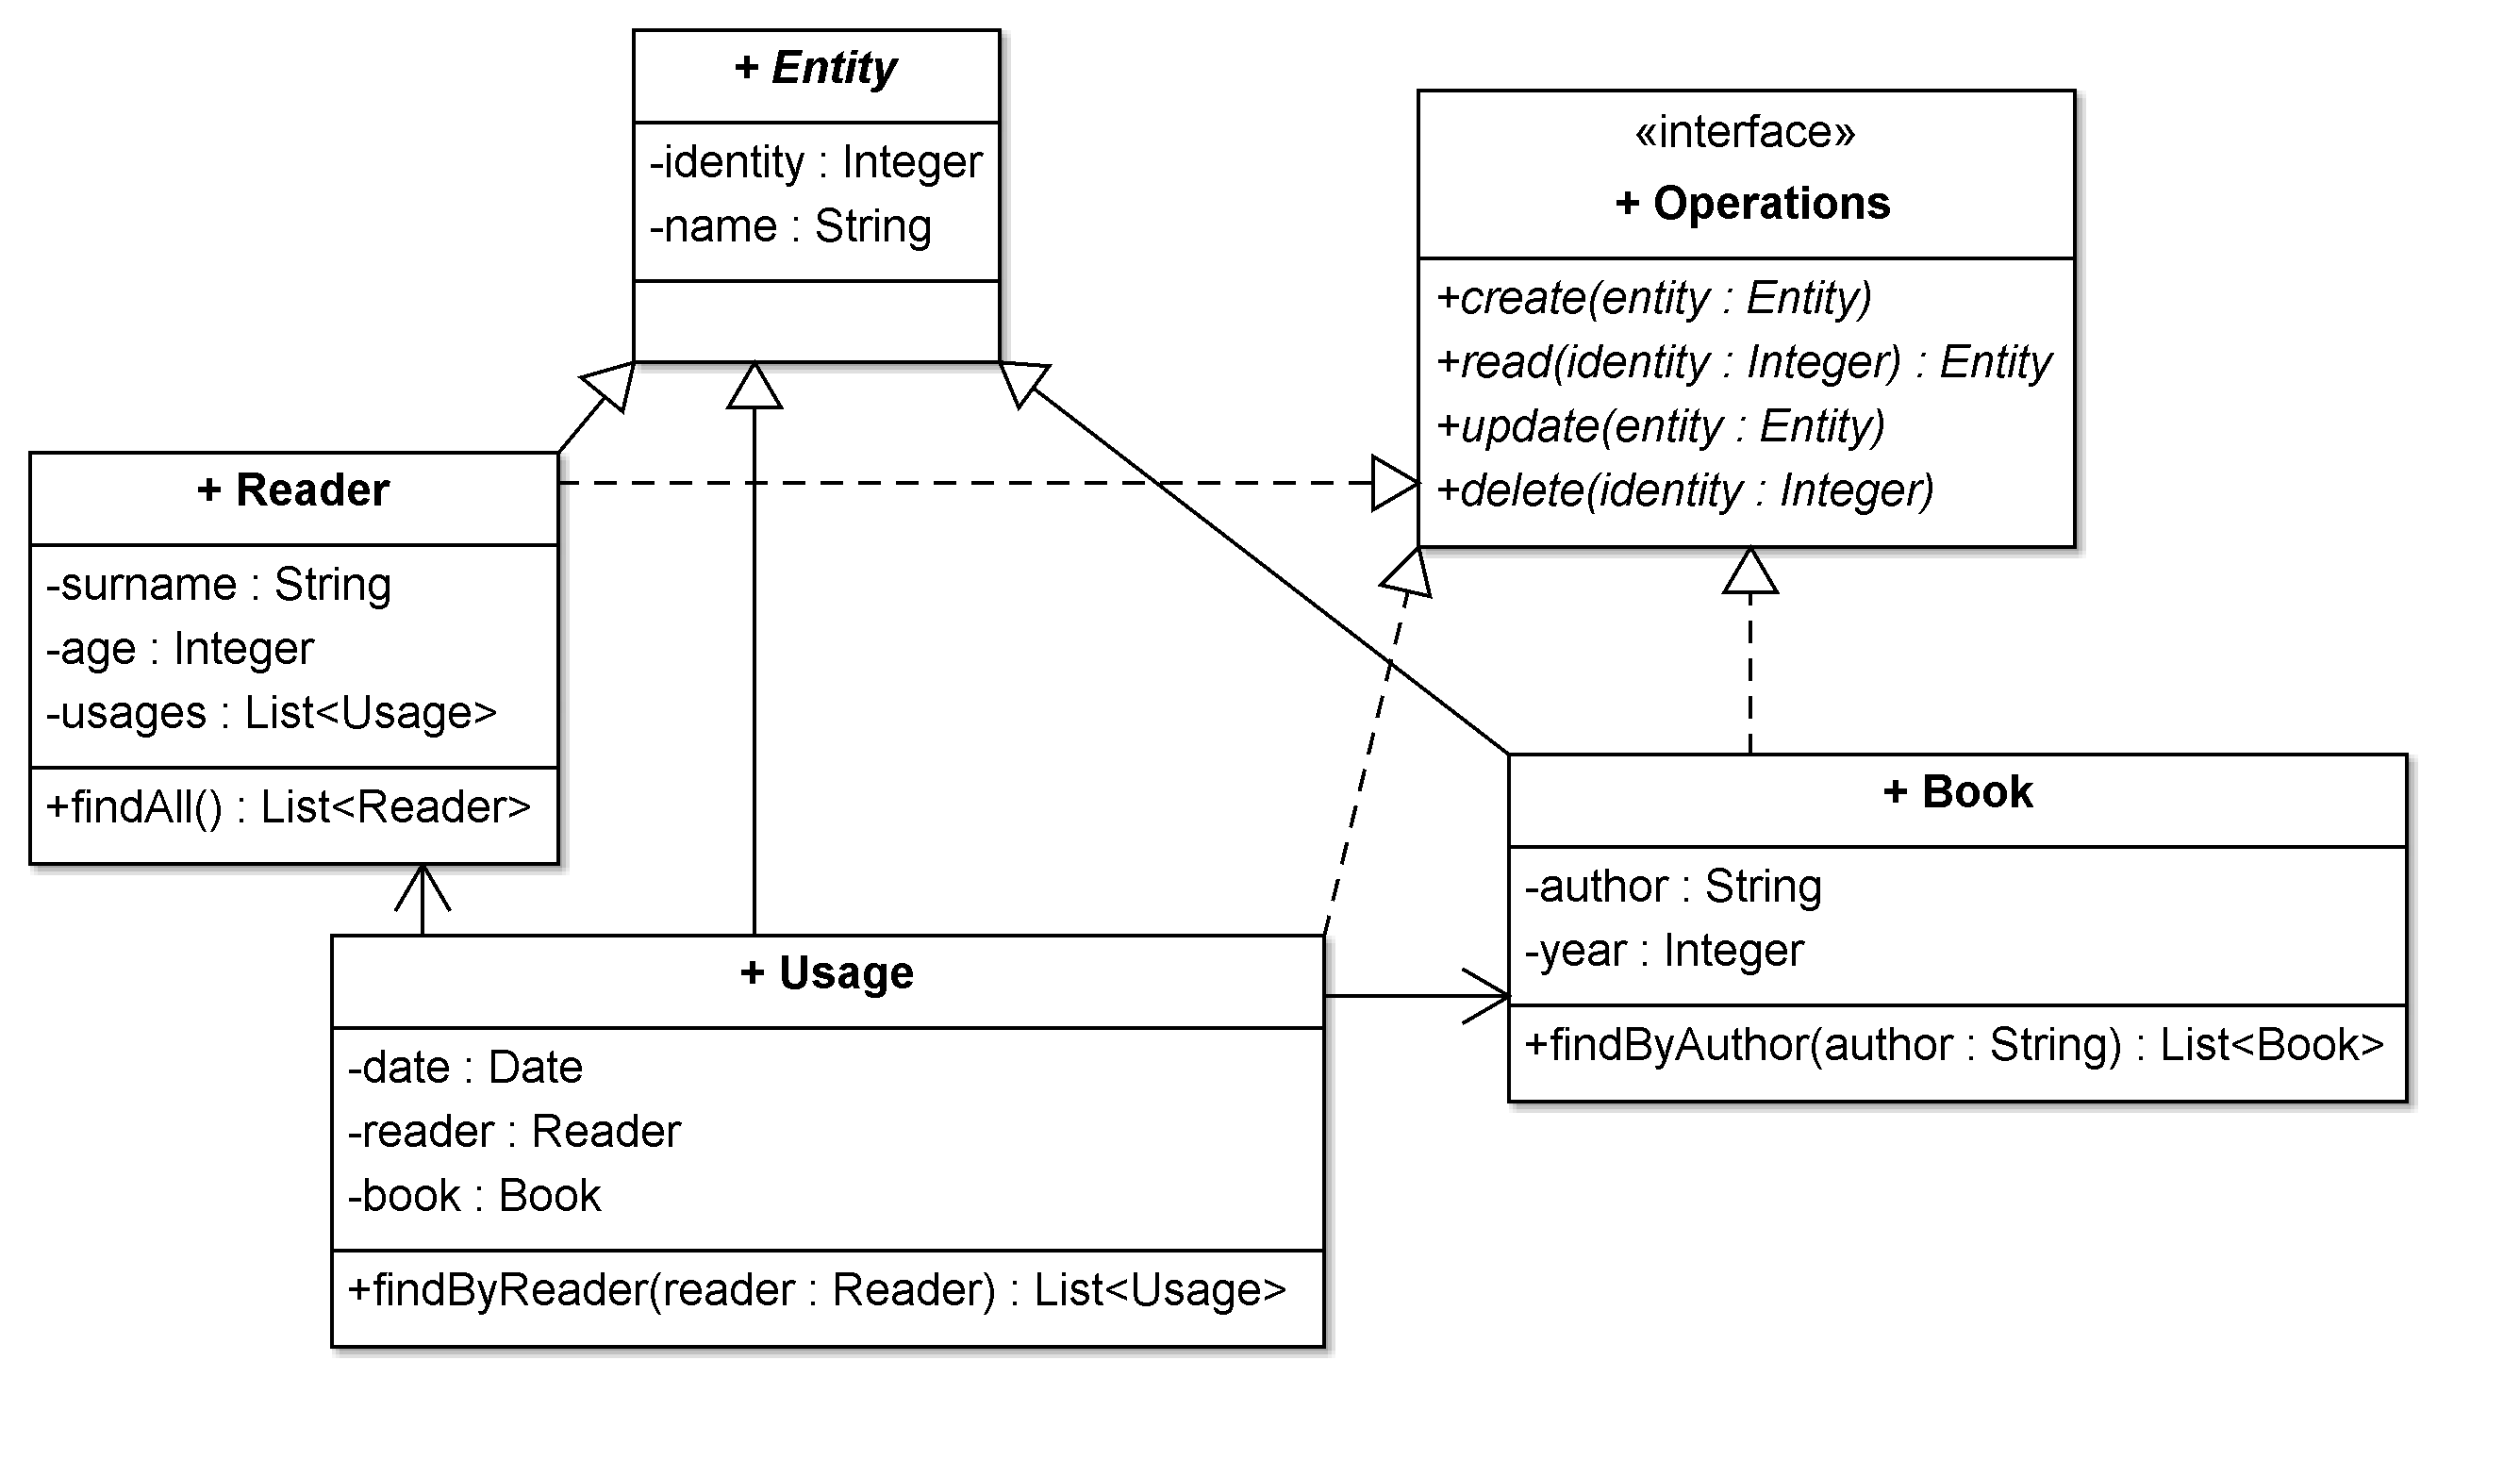 + Entity
-identity : Integer
-name : String
«interface»
+ Operations
+create(entity : Entity)
+read(identity : Integer) : Entity
+update(entity : Entity)
+delete(identity : Integer)
+ Reader
-surname : String
-age : Integer
-usages : List<Usage>
+findAll() : List<Reader>
+ Book
-author : String
-year : Integer
+findByAuthor(author : String) : List<Book>
+ Usage
-date : Date
-reader : Reader
-book : Book
+findByReader(reader : Reader) : List<Usage>